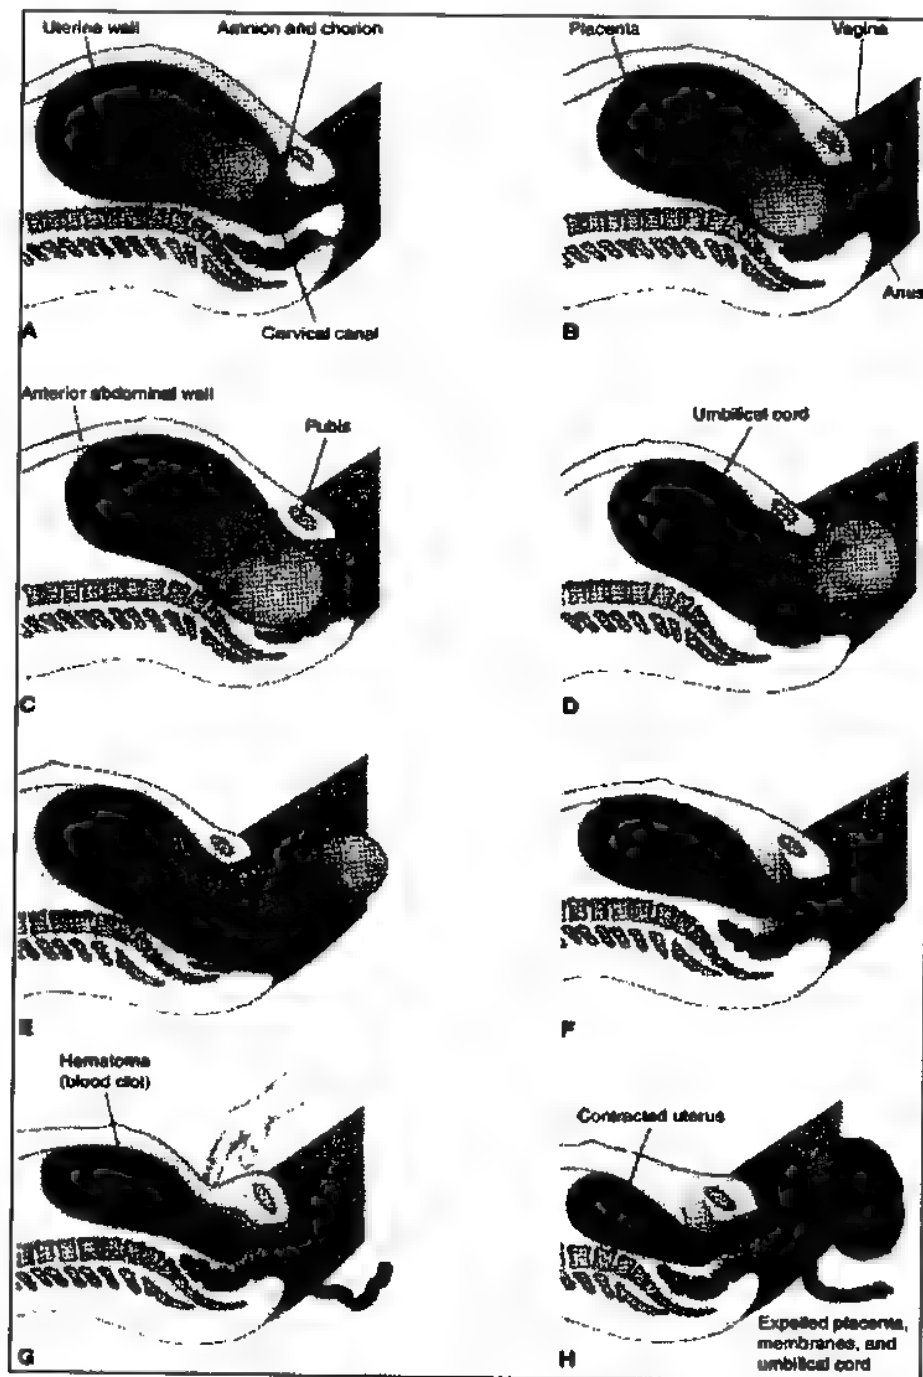 Uterine wall
Amnion and chorion
Placenta
Vagina
A
Cervical canal
B
Anus
Anterior abdominal wall
Pubis
Umbilical cord
C
D
E
F
Hematoma
(blood clot)
Contracted uterus
G
H
Expelled placenta,
membranes, and
umbilical cord